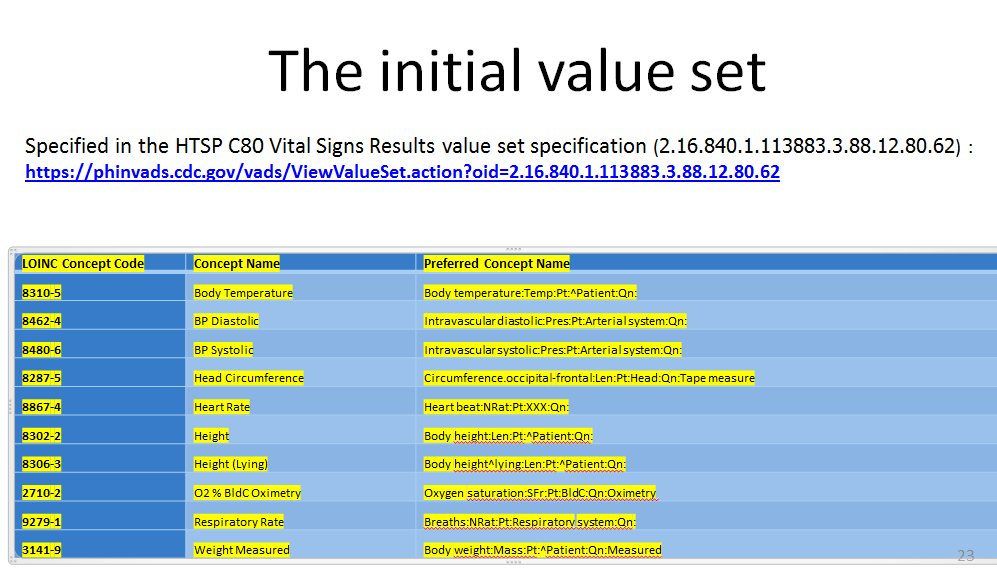 The initial value set
Specified in the HTSP C80 Vital Signs Results value set specification (2.16.840.1.113883.3.88.12.80.62) :
https://phinvads.cdc.gov/vads/ViewValueSet.action?oid=2.16.840.1.113883.3.88.12.80.62
LOINC Concept Code Concept Name Preferred Concept Name
8310-5 Body Temperature Body temperature:Temp:Pt:^Patient:Qn:
8462-4 BP Diastolic Intravascular diastolic:Pres:Pt:Arterial system:Qn:
8480-6 BP Systolic Intravascular systolic:Pres:Pt:Arterial system:Qn:
8287-5 Head Circumference Circumference.occipital-frontal:Len:Pt:Head:Qn:Tape measure
8867-4 Heart Rate Heart beat:NRat:Pt:XXX:Qn:
8302-2 Height Body height:Len:Pt:^Patient:Qn:
8306-3 Height (Lying) Body height^lying:Len:Pt:^Patient:Qn:
2710-2 O2 % BldC Oximetry Oxygen saturation:SFr:Pt:BldC:Qn:Oximetry
9279-1 Respiratory Rate Breaths:NRat:Pt:Respiratory system:Qn:
3141-9 Weight Measured Body weight:Mass:Pt:^Patient:Qn:Measured
23